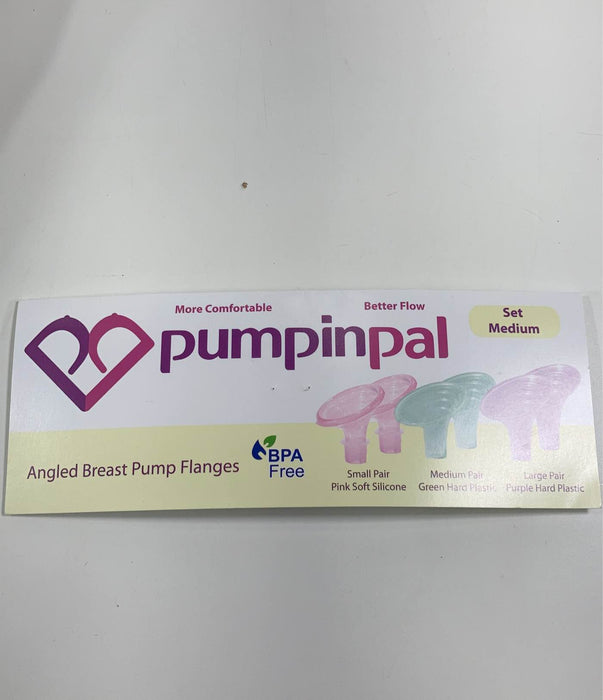 More Comfortable
Better Flow
Set
Medium
pumpinpal
Angled Breast Pump Flanges
BPA
Free
Small Pair
Pink Soft Silicone
Medium Pair
Green Hard Plastic
Large Pair
Purple Hard Plastic